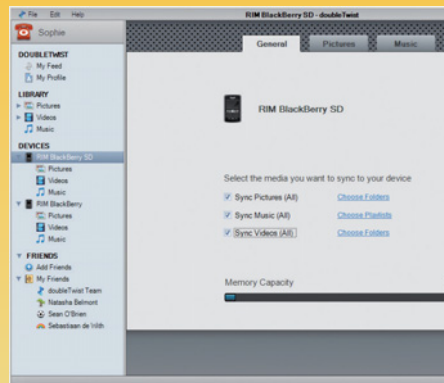 File Edit Help
RIM BlackBerry SD - doubleTwist
Sophie
General Pictures Music
DOUBLETWIST
My Feed
My Profile
LIBRARY
Pictures
Videos
Music
DEVICES
RIM BlackBerry SD
Pictures
Videos
Music
RIM BlackBerry
Pictures
Videos
Music
FRIENDS
Add Friends
My Friends
doubleTwist Team
Natasha Belmont
Sean O'Brien
Sebastiaan de With
RIM BlackBerry SD
Select the media you want to sync to your device
Sync Pictures (All) Choose Folders
Sync Music (All) Choose Playlists
Sync Videos (All) Choose Folders
Memory Capacity